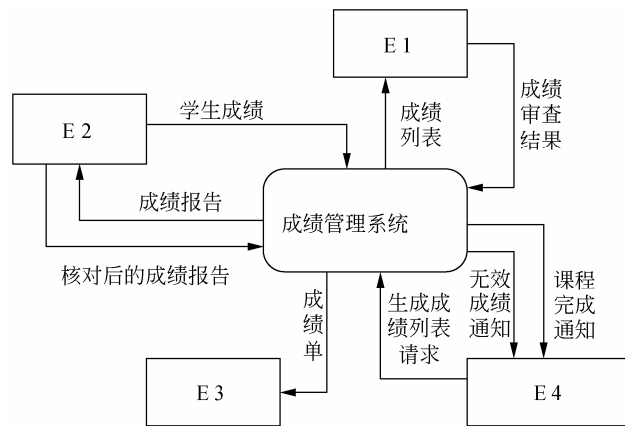 E 1
成绩
审查
结果
成绩
列表
E 2
学生成绩
成绩报告
核对后的成绩报告
成绩管理系统
成
绩
单
生成成
绩列表
请求
无效
成绩
通知
课程
完成
通知
E 3
E 4